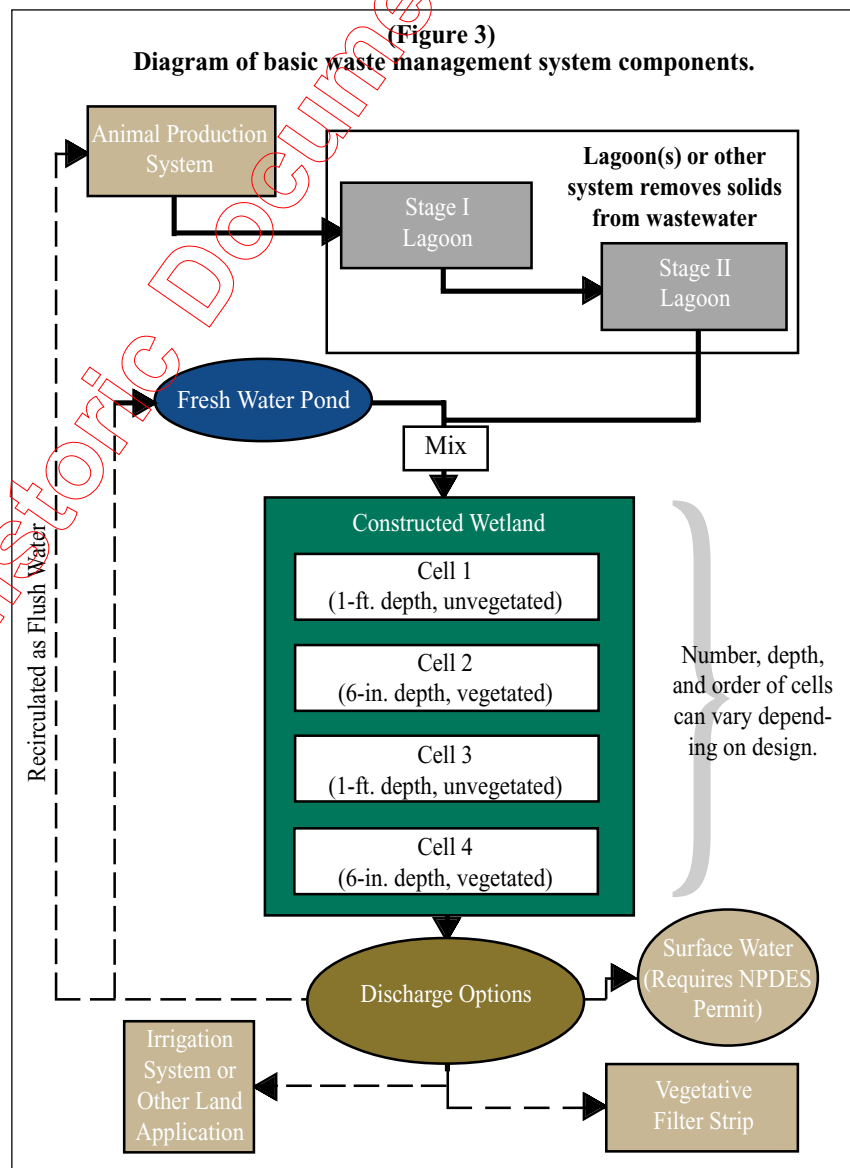 (Figure 3)
Diagram of basic waste management system components.
Animal Production
System
Lagoon(s) or other
system removes solids
from wastewater
Stage I
Lagoon
Stage II
Lagoon
Fresh Water Pond
Mix
Constructed Wetland
Cell 1
(1-ft. depth, unvegetated)
Cell 2
(6-in. depth, vegetated)
Cell 3
(1-ft. depth, unvegetated)
Cell 4
(6-in. depth, vegetated)
Number, depth,
and order of cells
can vary depend-
ing on design.
Recirculated as Flush Water
Discharge Options
Surface Water
(Requires NPDES
Permit)
Irrigation
System or
Other Land
Application
Vegetative
Filter Strip
storic Docume